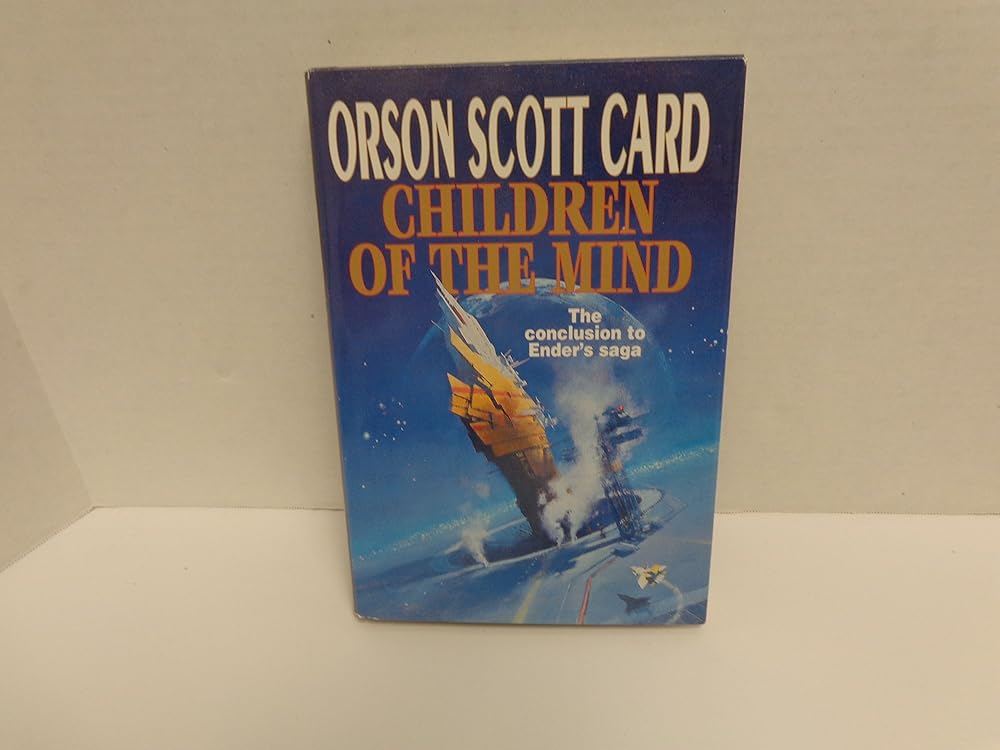 ORSON SCOTT CARD
CHILDREN
OF THE MIND
The
conclusion to
Ender's saga